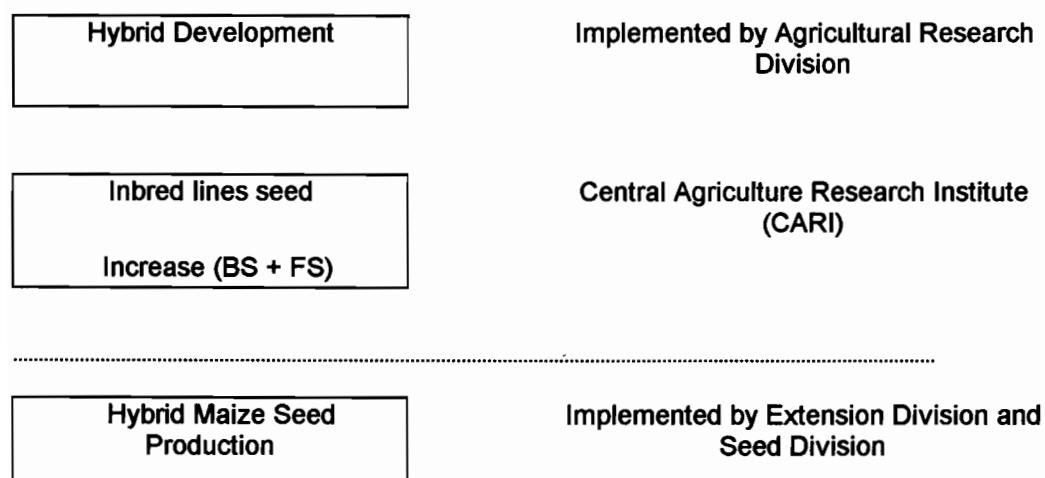 Hybrid Development
Implemented by Agricultural Research
Division
Inbred lines seed
Increase (BS + FS)
Central Agriculture Research Institute
(CARI)
Hybrid Maize Seed
Production
Implemented by Extension Division and
Seed Division